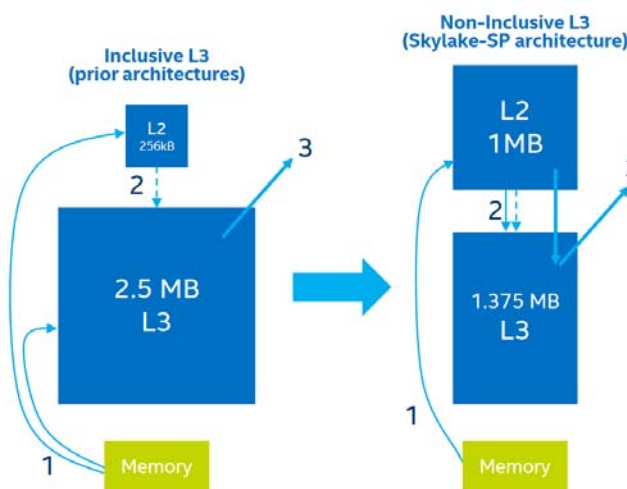 Inclusive L3
(prior architectures)
L2
256kB
2
3
2.5 MB
L3
1
Memory
Non-Inclusive L3
(Skylake-SP architecture)
L2
1MB
2
1.375 MB
L3
1
Memory